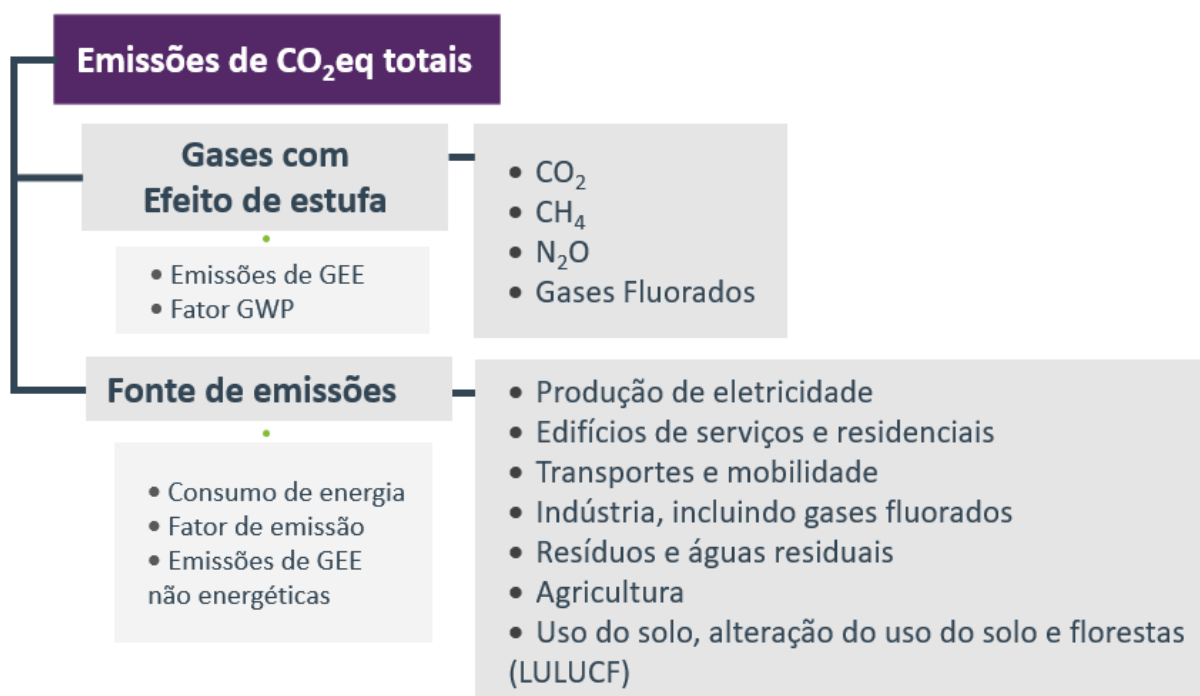 Emissões de CO₂eq totais
Gases com
Efeito de estufa
• Emissões de GEE
• Fator GWP
• CO₂
• CH₄
• N₂O
• Gases Fluorados
Fonte de emissões
• Consumo de energia
• Fator de emissão
• Emissões de GEE
não energéticas
• Produção de eletricidade
• Edifícios de serviços e residenciais
• Transportes e mobilidade
• Indústria, incluindo gases fluorados
• Resíduos e águas residuais
• Agricultura
• Uso do solo, alteração do uso do solo e florestas
(LULUCF)